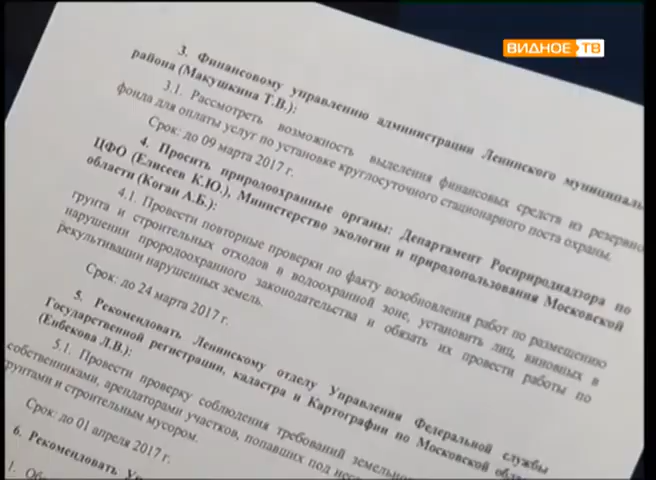 ВИДНОЕ ТВ
3. Финансовому управлению администрации Ленинского муниципаль
района (Макушкина Т.В.):
3.1. Рассмотреть возможность выделения финансовых средств из резервно
фонда для оплаты услуг по установке круглосуточного стационарного поста охраны.
Срок: до 09 марта 2017 г.
4. Просить природоохранные органы: Департамент Росприроднадзора по
ЦФО (Елисеев К.Ю.), Министерство экологии и природопользования Московской
области (Коган А.Б.):
4.1. Провести повторные проверки по факту возобновления работ по размещению
грунта и строительных отходов в водоохранной зоне, установить лиц, виновных в
нарушении природоохранного законодательства и обязать их провести работы по
рекультивации нарушенных земель.
Срок: до 24 марта 2017 г.
5. Рекомендовать Ленинскому отделу Управления Федеральной службы
Государственной регистрации, кадастра и Картографии по Московской обла
(Енбекова Л.В.):
5.1. Провести проверку соблюдения требований земельно
собственниками, арендаторами участков, попавших под
грунтами и строительным мусором.
Срок: до 01 апреля 2017 г.
6. Рекомендовать
1.